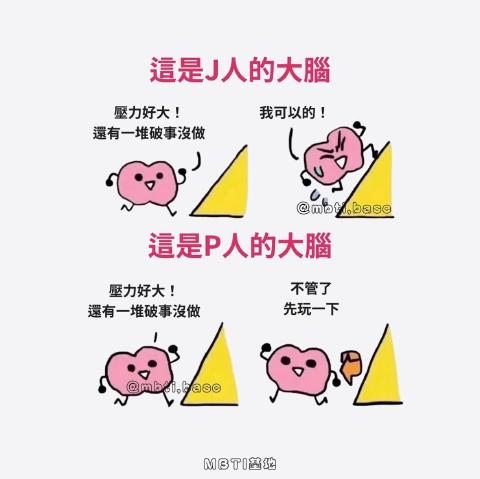 這是J人的大腦
壓力好大！
還有一堆破事沒做
我可以的！
@mbti.base
這是P人的大腦
壓力好大！
還有一堆破事沒做
不管了
先玩一下
@mbti.base
MBTI基地